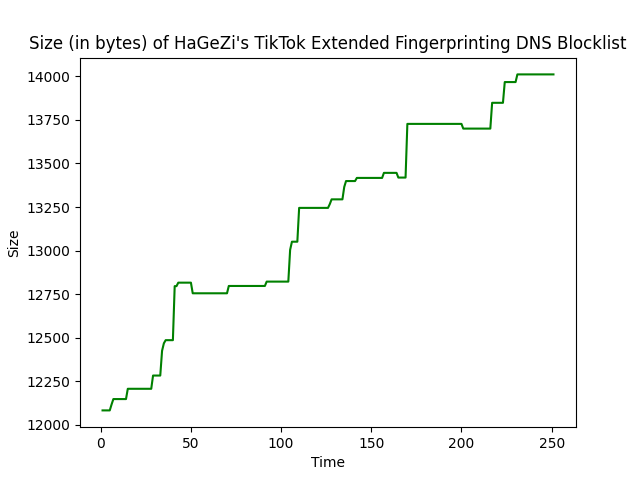 Size (in bytes) of HaGeZi's TikTok Extended Fingerprinting DNS Blocklist
14000
13750
13500
13250
13000
12750
12500
12250
12000
Size
0 50 100 150 200 250
Time